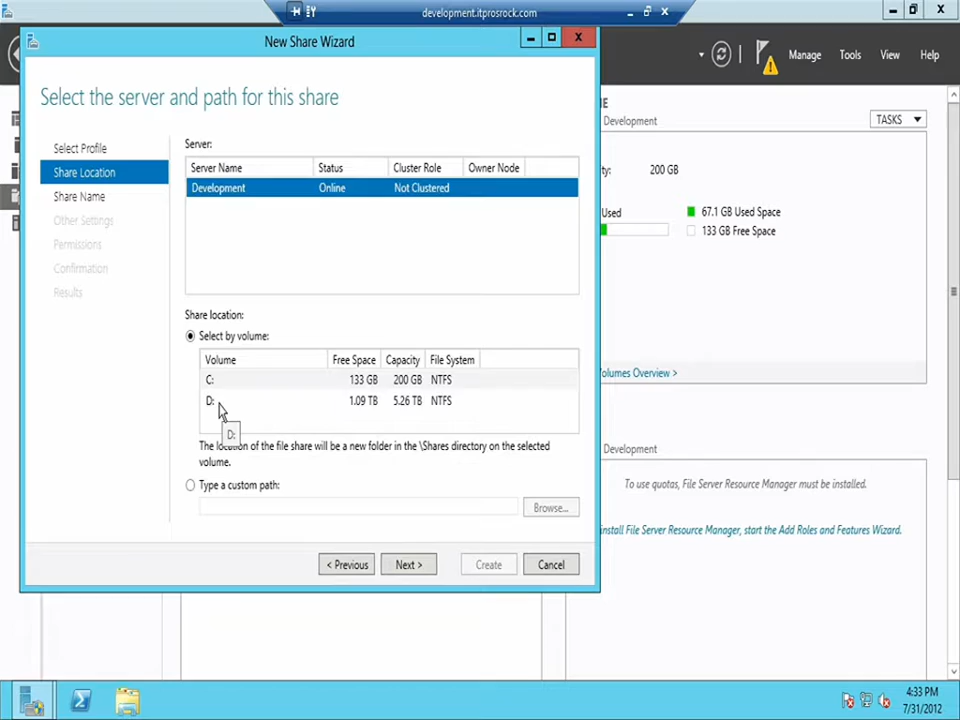 development.itprosrock.com
New Share Wizard
Manage Tools View Help
Select the server and path for this share
Select Profile
Share Location
Share Name
Other Settings
Permissions
Confirmation
Results
Server:
Server Name Status Cluster Role Owner Node
Development Online Not Clustered
Share location:
Select by volume:
Volume Free Space Capacity File System
C: 133 GB 200 GB NTFS
D: 1.09 TB 5.26 TB NTFS
D:
The location of the file share will be a new folder in the \Shares directory on the selected
volume.
Type a custom path:
Browse...
< Previous Next > Create Cancel
Development
TASKS
200 GB
Used
67.1 GB Used Space
133 GB Free Space
olumes Overview >
Development
To use quotas, File Server Resource Manager must be installed.
install File Server Resource Manager, start the Add Roles and Features Wizard.
4:33 PM
7/31/2012